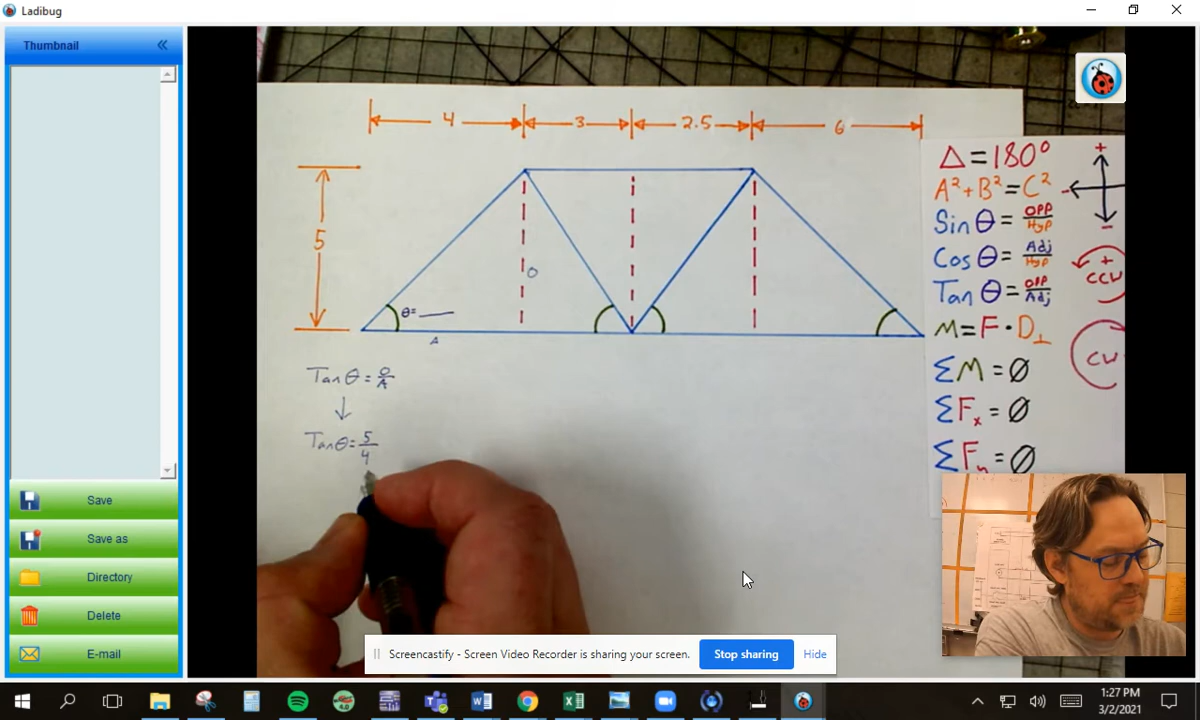 Ladibug
Thumbnail
4 3 2.5 6
5
θ=
O
A
Tan θ = O/A
Tan θ = 5/4
Δ = 180°
A² + B² = C²
Sin θ = OPP/Hyp
Cos θ = Adj/Hyp
Tan θ = OPP/Adj
M = F · D⊥
ΣM = Ø
ΣFx = Ø
ΣFy = Ø
+
-
-
+
CCW
CW
Save
Save as
Directory
Delete
E-mail
Screencastify - Screen Video Recorder is sharing your screen.
Stop sharing
Hide
4.0
1:27 PM
3/2/2021